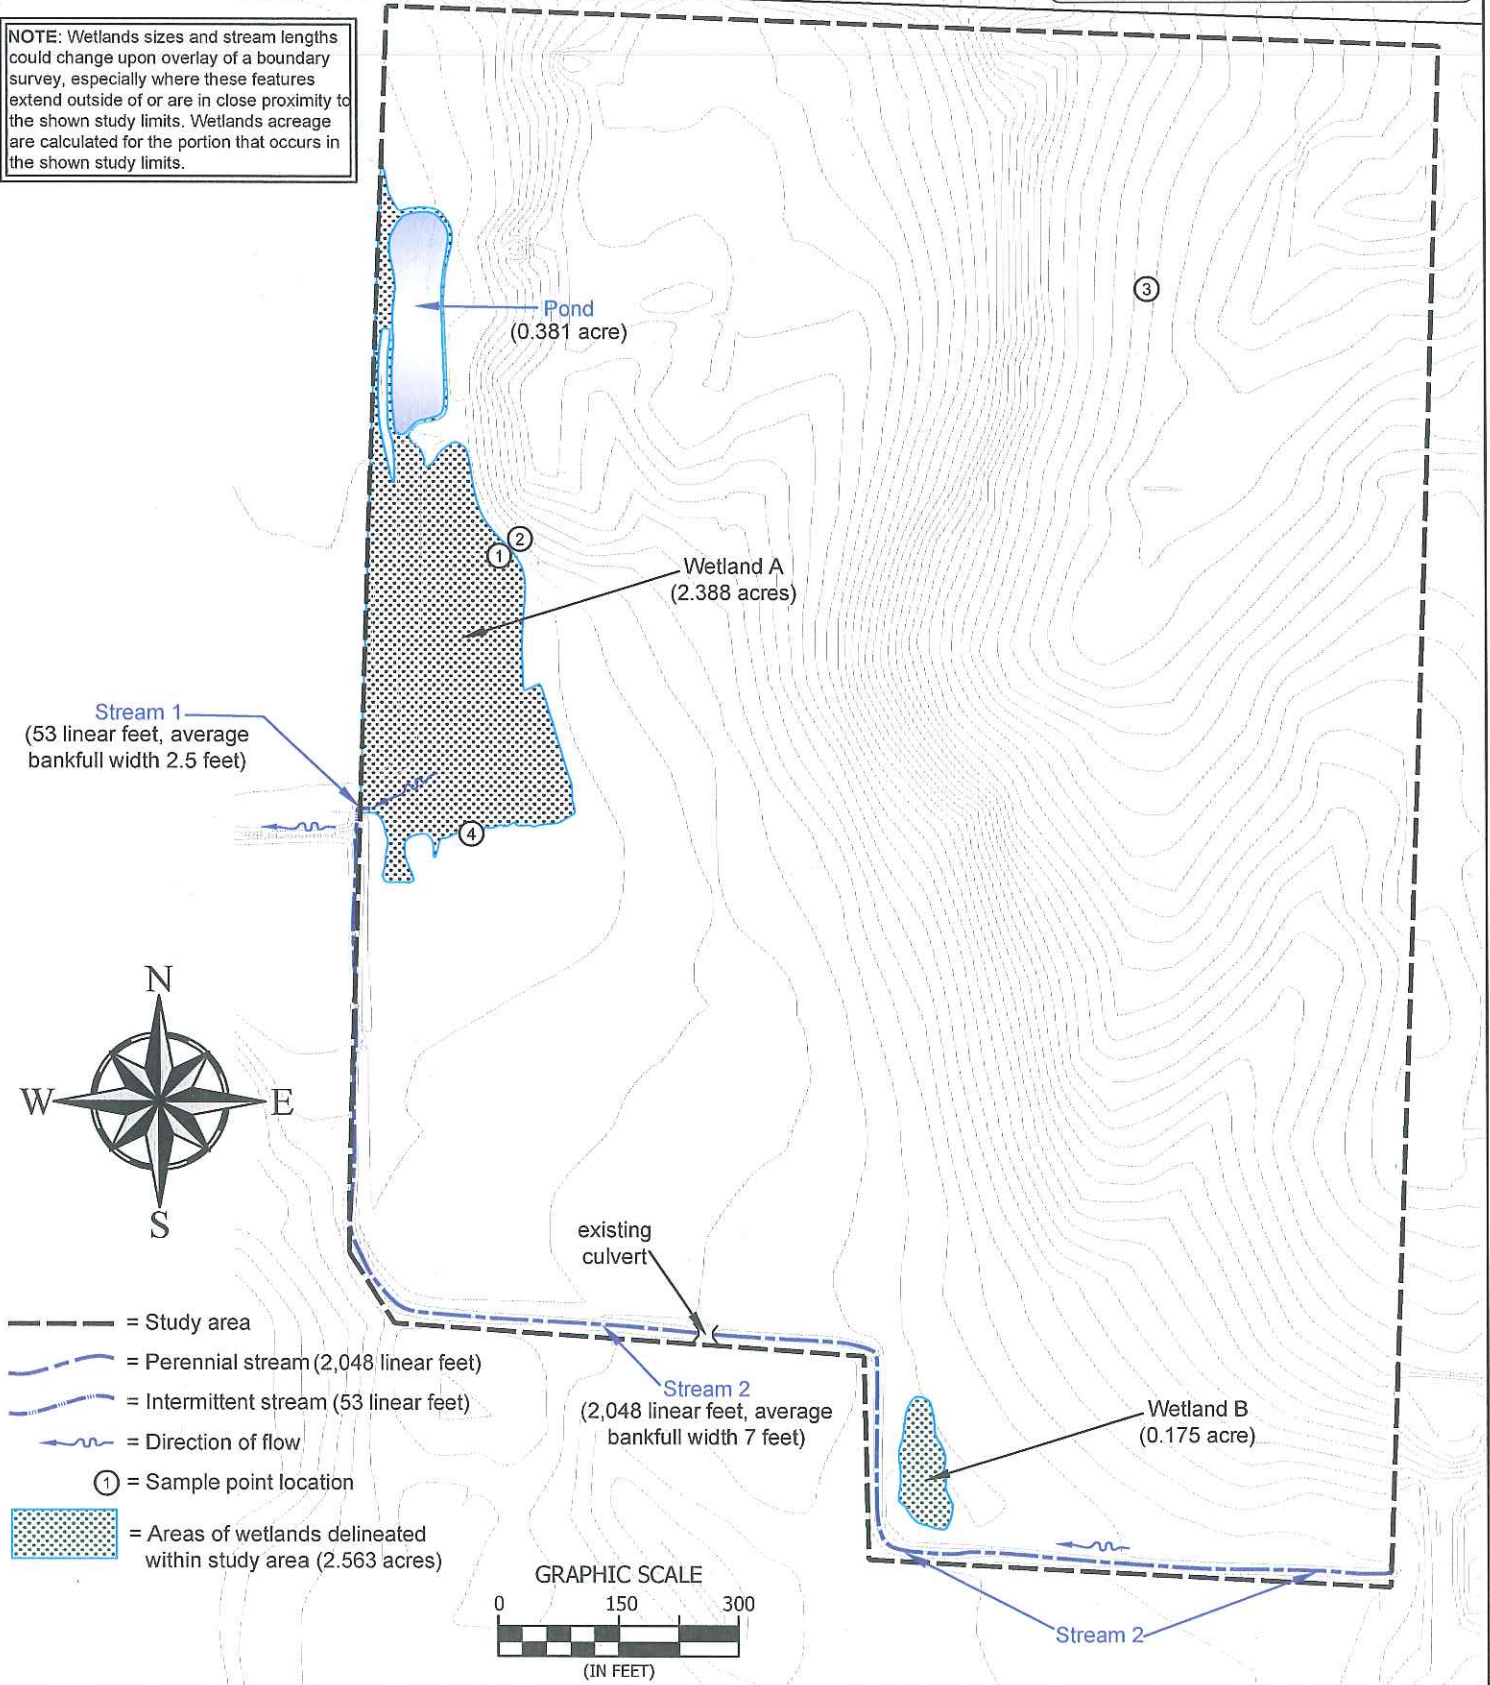 NOTE: Wetlands sizes and stream lengths
could change upon overlay of a boundary
survey, especially where these features
extend outside of or are in close proximity to
the shown study limits. Wetlands acreage
are calculated for the portion that occurs in
the shown study limits.
Pond
(0.381 acre)
3
2
1
Wetland A
(2.388 acres)
Stream 1
(53 linear feet, average
bankfull width 2.5 feet)
4
N
W
E
S
existing
culvert
= Study area
= Perennial stream (2,048 linear feet)
= Intermittent stream (53 linear feet)
= Direction of flow
1 = Sample point location
= Areas of wetlands delineated
within study area (2.563 acres)
Stream 2
(2,048 linear feet, average
bankfull width 7 feet)
Wetland B
(0.175 acre)
GRAPHIC SCALE
0 150 300
(IN FEET)
Stream 2